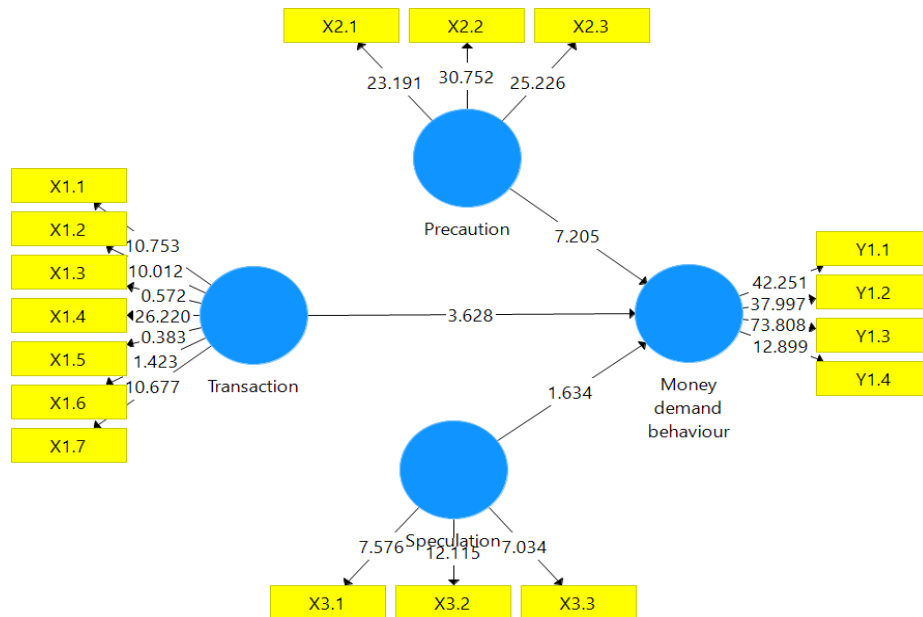 X2.1 X2.2 X2.3
23.191 30.752 25.226
Precaution
7.205
X1.1
X1.2
X1.3
X1.4
X1.5
X1.6
X1.7
10.753
10.012
0.572
26.220
0.383
1.423
10.677
Transaction
3.628
1.634
42.251
37.997
73.808
12.899
Y1.1
Y1.2
Y1.3
Y1.4
Money
demand
behaviour
Speculation
7.576 12.115 7.034
X3.1 X3.2 X3.3